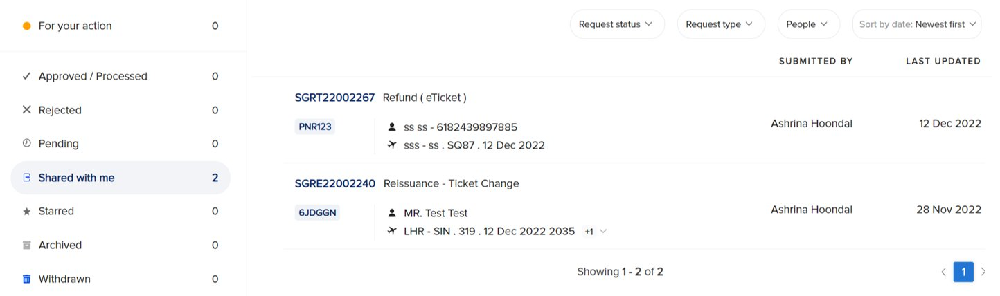 For your action 0
Approved / Processed 0
Rejected 0
Pending 0
Shared with me 2
Starred 0
Archived 0
Withdrawn 0
Request status
Request type
People
Sort by date: Newest first
SUBMITTED BY LAST UPDATED
SGRT22002267 Refund ( eTicket )
PNR123
ss ss - 6182439897885
sss - ss . SQ87 . 12 Dec 2022
Ashrina Hoondal 12 Dec 2022
SGRE22002240 Reissuance - Ticket Change
6JDGGN
MR. Test Test
LHR - SIN . 319 . 12 Dec 2022 2035 +1
Ashrina Hoondal 28 Nov 2022
Showing 1 - 2 of 2
1